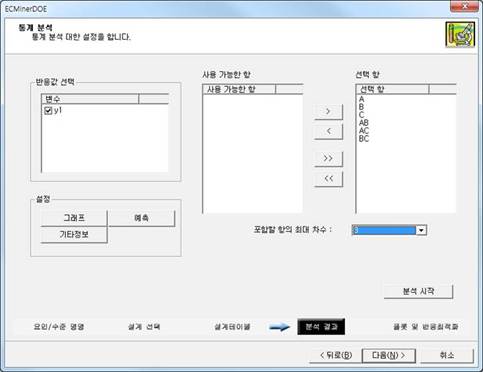 ECMinerDOE
통계 분석
통계 분석 대한 설정을 합니다.
반응값 선택
변수
y1
설정
그래프
예측
기타정보
사용 가능한 항
사용 가능한 항
>
<
>>
<<
선택 항
선택 항
A
B
C
AB
AC
BC
포함할 항의 최대 차수 :
3
분석 시작
요인/수준 명명
설계 선택
설계테이블
분석 결과
플롯 및 반응최적화
< 뒤로(B)
다음(N) >
취소